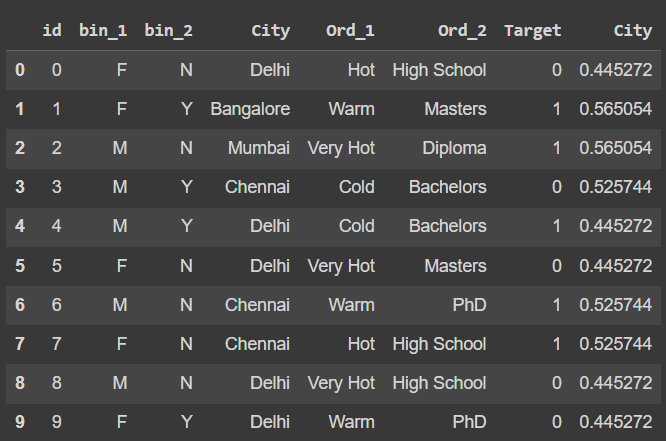 id bin_1 bin_2 City Ord_1 Ord_2 Target City
0 0 F N Delhi Hot High School 0 0.445272
1 1 F Y Bangalore Warm Masters 1 0.565054
2 2 M N Mumbai Very Hot Diploma 1 0.565054
3 3 M Y Chennai Cold Bachelors 0 0.525744
4 4 M Y Delhi Cold Bachelors 1 0.445272
5 5 F N Delhi Very Hot Masters 0 0.445272
6 6 M N Chennai Warm PhD 1 0.525744
7 7 F N Chennai Hot High School 1 0.525744
8 8 M N Delhi Very Hot High School 0 0.445272
9 9 F Y Delhi Warm PhD 0 0.445272